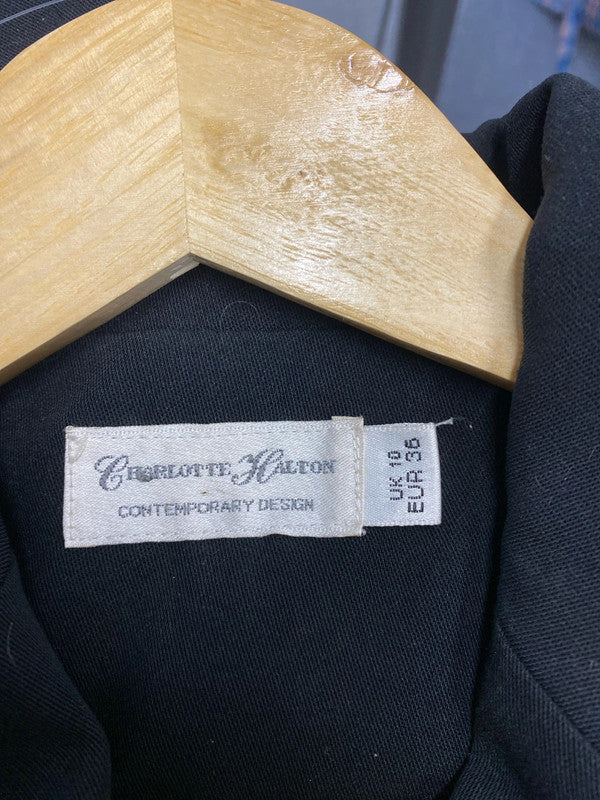 CHARLOTTE HALTON
CONTEMPORARY DESIGN
UK 10
EUR 36